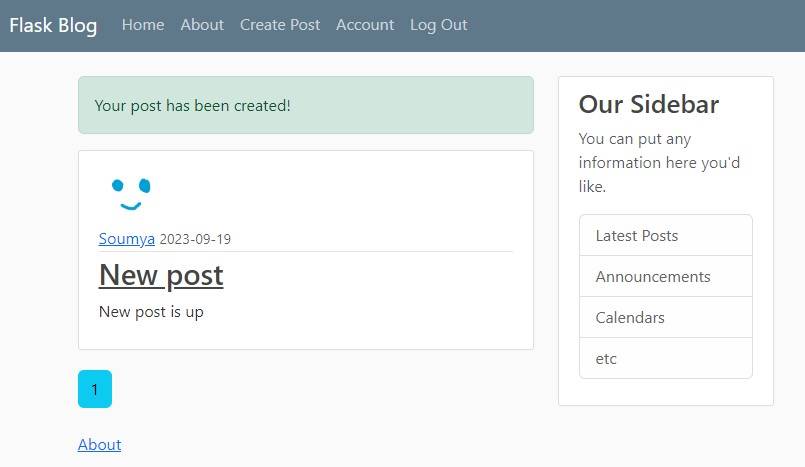 Flask Blog Home About Create Post Account Log Out
Your post has been created!
Soumya 2023-09-19
New post
New post is up
1
About
Our Sidebar
You can put any
information here you'd
like.
Latest Posts
Announcements
Calendars
etc